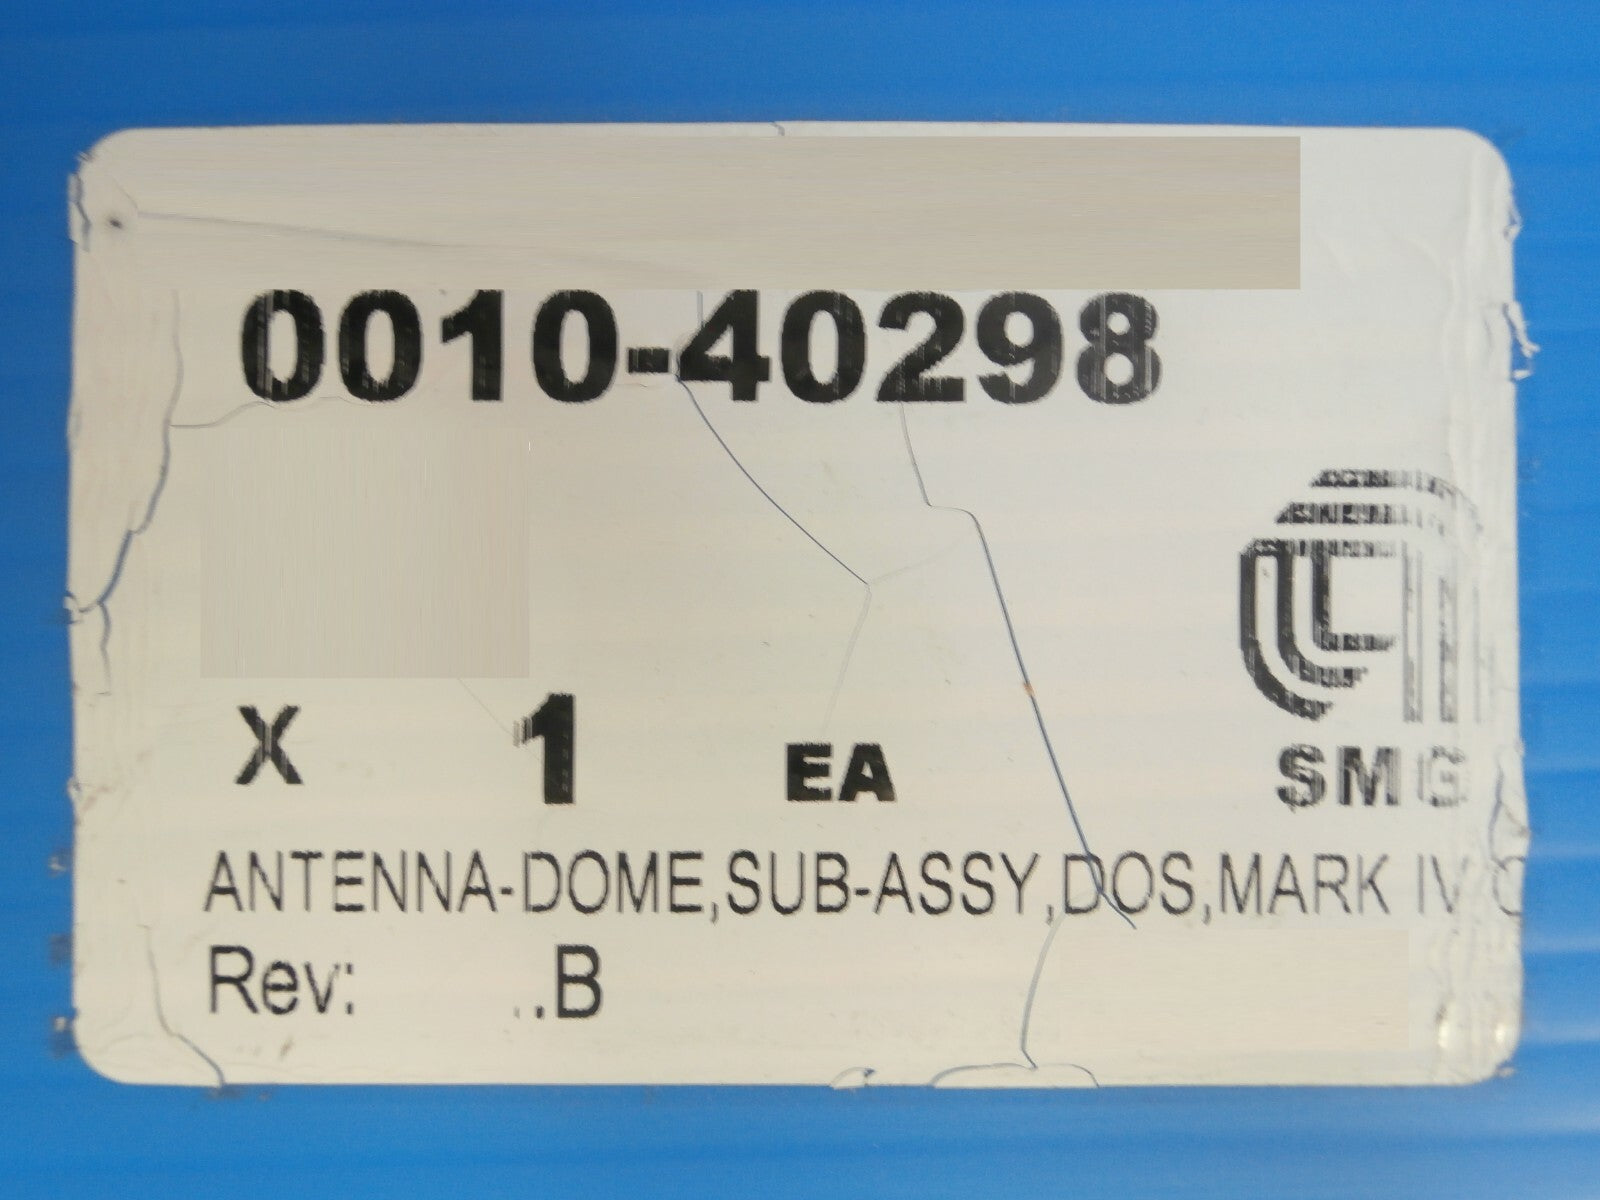 0010-40298
X 1 EA
SMG
ANTENNA-DOME,SUB-ASSY,DOS,MARK IV
Rev: ..B